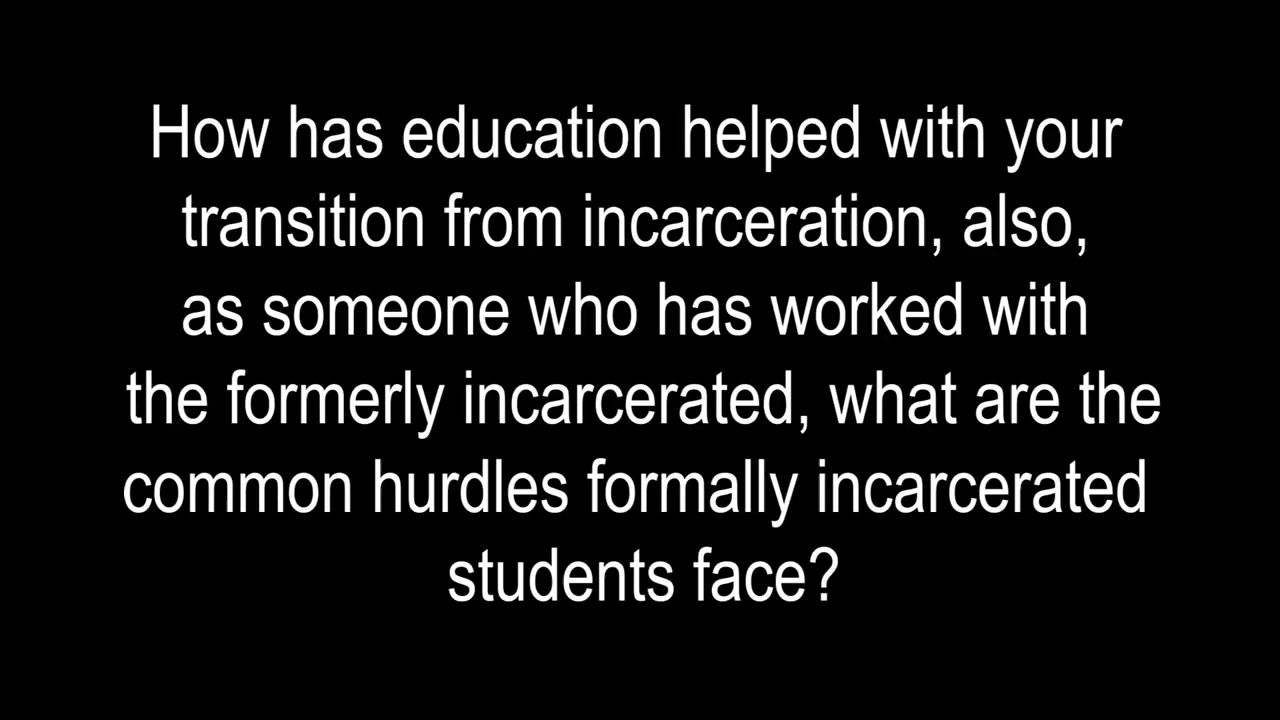 How has education helped with your
transition from incarceration, also,
as someone who has worked with
the formerly incarcerated, what are the
common hurdles formally incarcerated
students face?